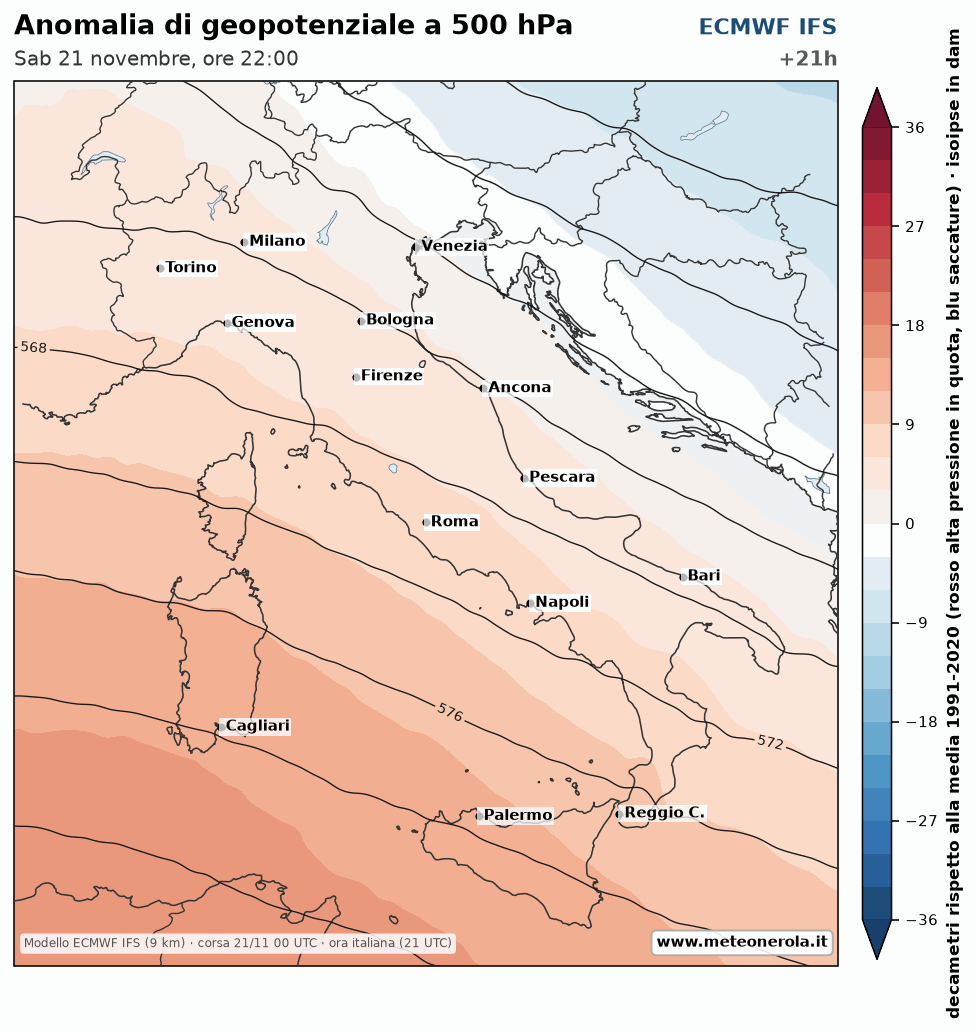 Anomalia di geopotenziale a 500 hPa
ECMWF IFS
Sab 21 novembre, ore 22:00
+21h
Milano
Venezia
Torino
Genova
Bologna
568
Firenze
Ancona
Pescara
Roma
Bari
Napoli
576
Cagliari
572
Palermo
Reggio C.
Modello ECMWF IFS (9 km) · corsa 21/11 00 UTC · ora italiana (21 UTC)
www.meteonerola.it
36
27
18
9
0
−9
−18
−27
−36
decametri rispetto alla media 1991-2020 (rosso alta pressione in quota, blu saccature) · isoipse in dam